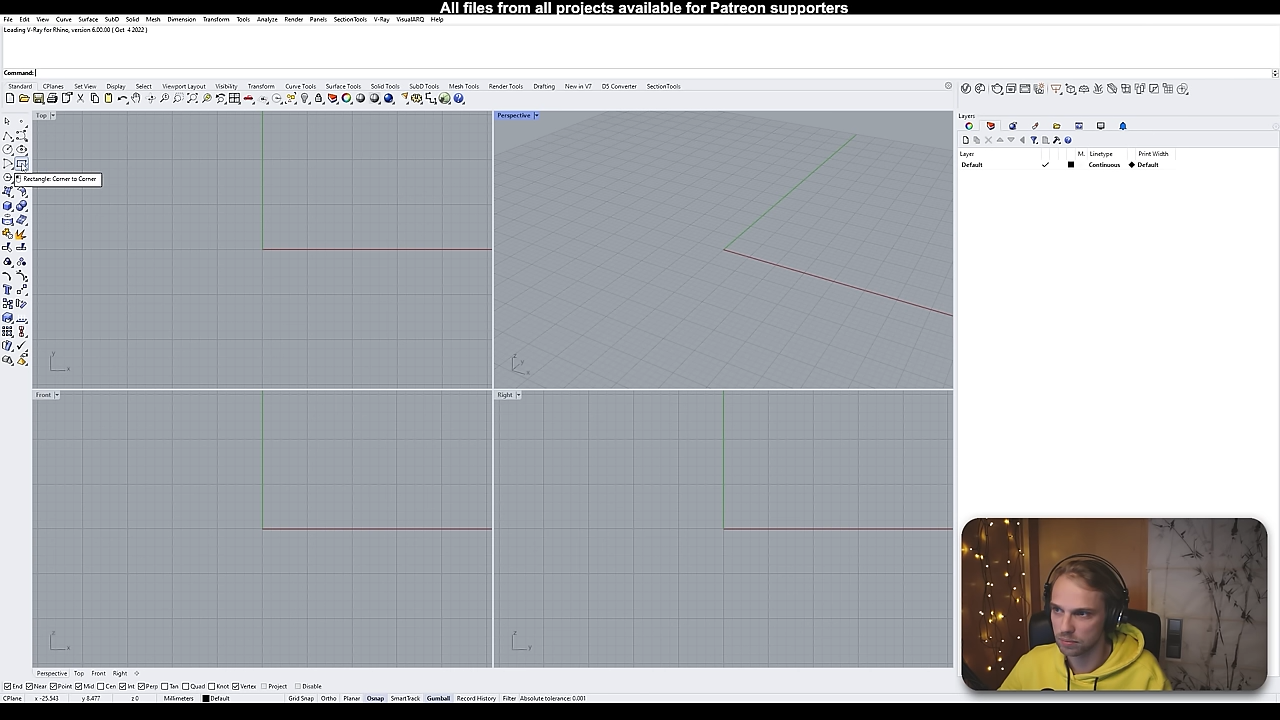 All files from all projects available for Patreon supporters
File Edit View Curve Surface SubD Solid Mesh Dimension Transform Tools Analyze Render Panels SectionTools V-Ray VisualARQ Help
Loading V-Ray for Rhino, version 6.00.00 ( Oct 4 2022 )
Command:
Standard CPlanes Set View Display Select Viewport Layout Visibility Transform Curve Tools Surface Tools Solid Tools SubD Tools Mesh Tools Render Tools Drafting New in V7 D5 Converter SectionTools
Top
Perspective
Layers
Layer M. Linetype Print Width
Default Continuous Default
Rectangle: Corner to Corner
y
x
z
y
x
Front
Right
z
x
z
y
Perspective Top Front Right
End Near Point Mid Cen Int Perp Tan Quad Knot Vertex Project Disable
CPlane x -25.543 y 8.477 z 0 Millimeters Default Grid Snap Ortho Planar Osnap SmartTrack Gumball Record History Filter Absolute tolerance: 0.001